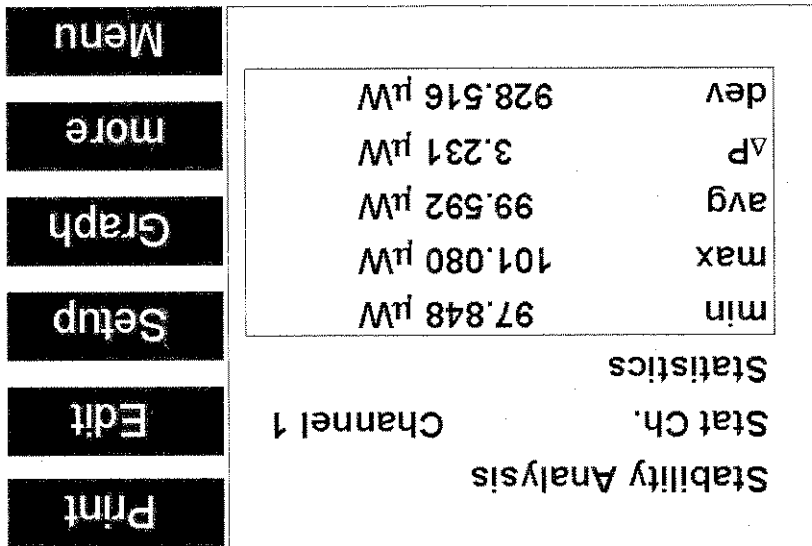 Stability Analysis
Stat Ch. Channel 1
Statistics
min 97.848 µW
max 101.080 µW
avg 99.592 µW
ΔP 3.231 µW
dev 928.516 µW
Print
Edit
Setup
Graph
more
Menu